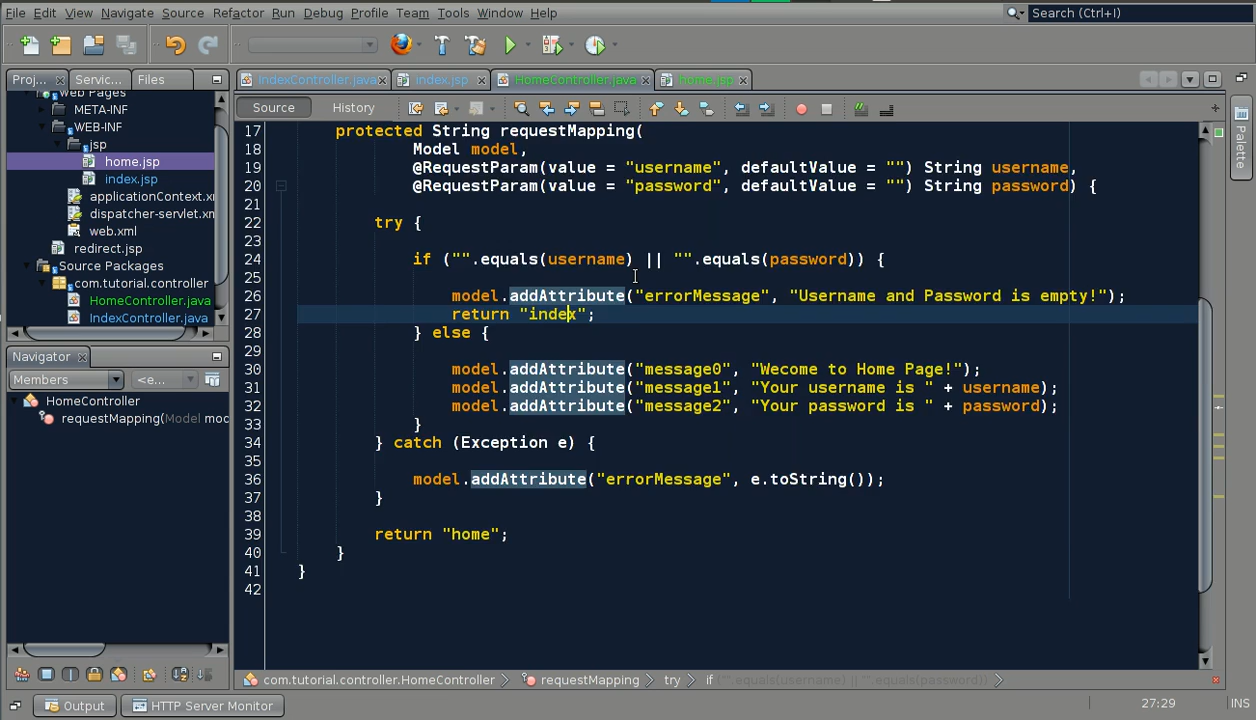 File Edit View Navigate Source Refactor Run Debug Profile Team Tools Window Help
Search (Ctrl+I)
Proj... Servic... Files
IndexController.java index.jsp HomeController.java home.jsp
Source History
Web Pages
META-INF
WEB-INF
jsp
home.jsp
index.jsp
applicationContext.x
dispatcher-servlet.xm
web.xml
redirect.jsp
Source Packages
com.tutorial.controller
HomeController.java
IndexController.java
Navigator
Members <e...
HomeController
requestMapping(Model mod
17 protected String requestMapping(
18 Model model,
19 @RequestParam(value = "username", defaultValue = "") String username,
20 @RequestParam(value = "password", defaultValue = "") String password) {
21
22 try {
23
24 if ("".equals(username) || "".equals(password)) {
25
26 model.addAttribute("errorMessage", "Username and Password is empty!");
27 return "index";
28 } else {
29
30 model.addAttribute("message0", "Wecome to Home Page!");
31 model.addAttribute("message1", "Your username is " + username);
32 model.addAttribute("message2", "Your password is " + password);
33 }
34 } catch (Exception e) {
35
36 model.addAttribute("errorMessage", e.toString());
37 }
38
39 return "home";
40 }
41 }
42
Palette
com.tutorial.controller.HomeController requestMapping try if ("".equals(username) || "".equals(password))
Output HTTP Server Monitor
27:29 INS